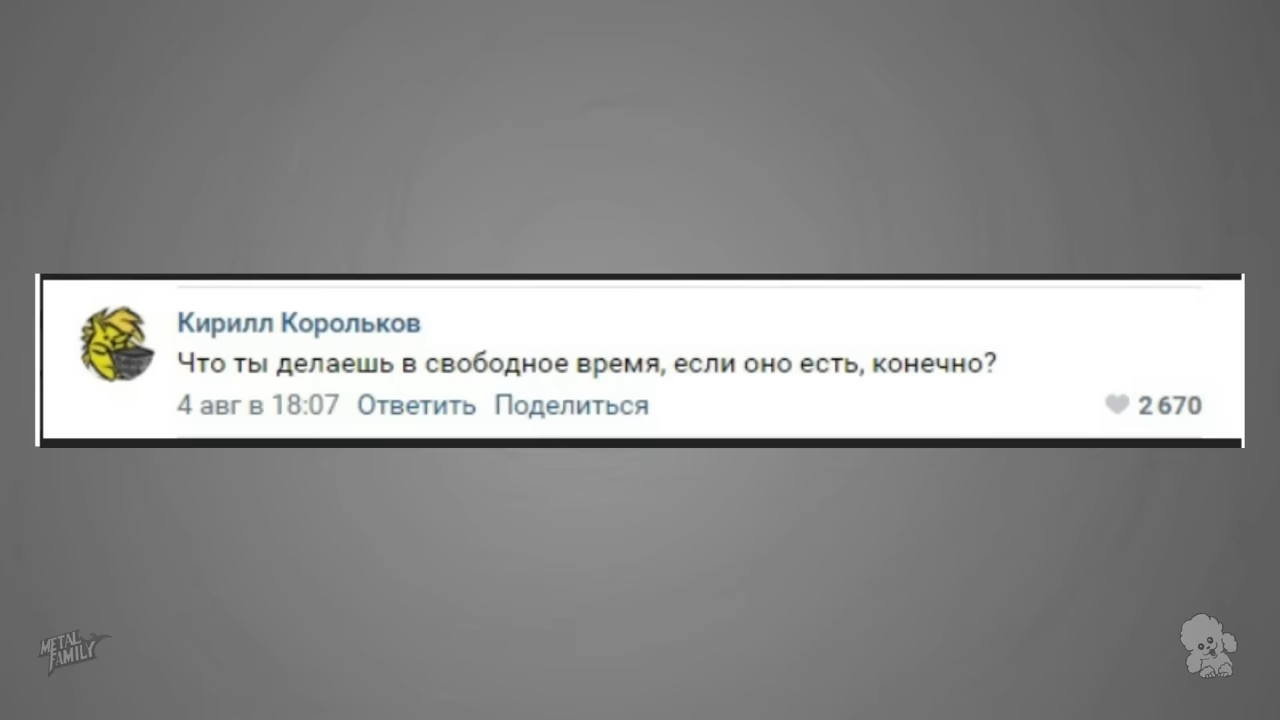 Кирилл Корольков
Что ты делаешь в свободное время, если оно есть, конечно?
4 авг в 18:07 Ответить Поделиться 2 670
METAL
FAMILY